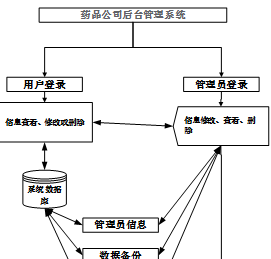 药品公司后台管理系统
用户登录
管理员登录
信息查看、修改或删除
信息修改、查看、删
除
系统数据
库
管理员信息
数据备份